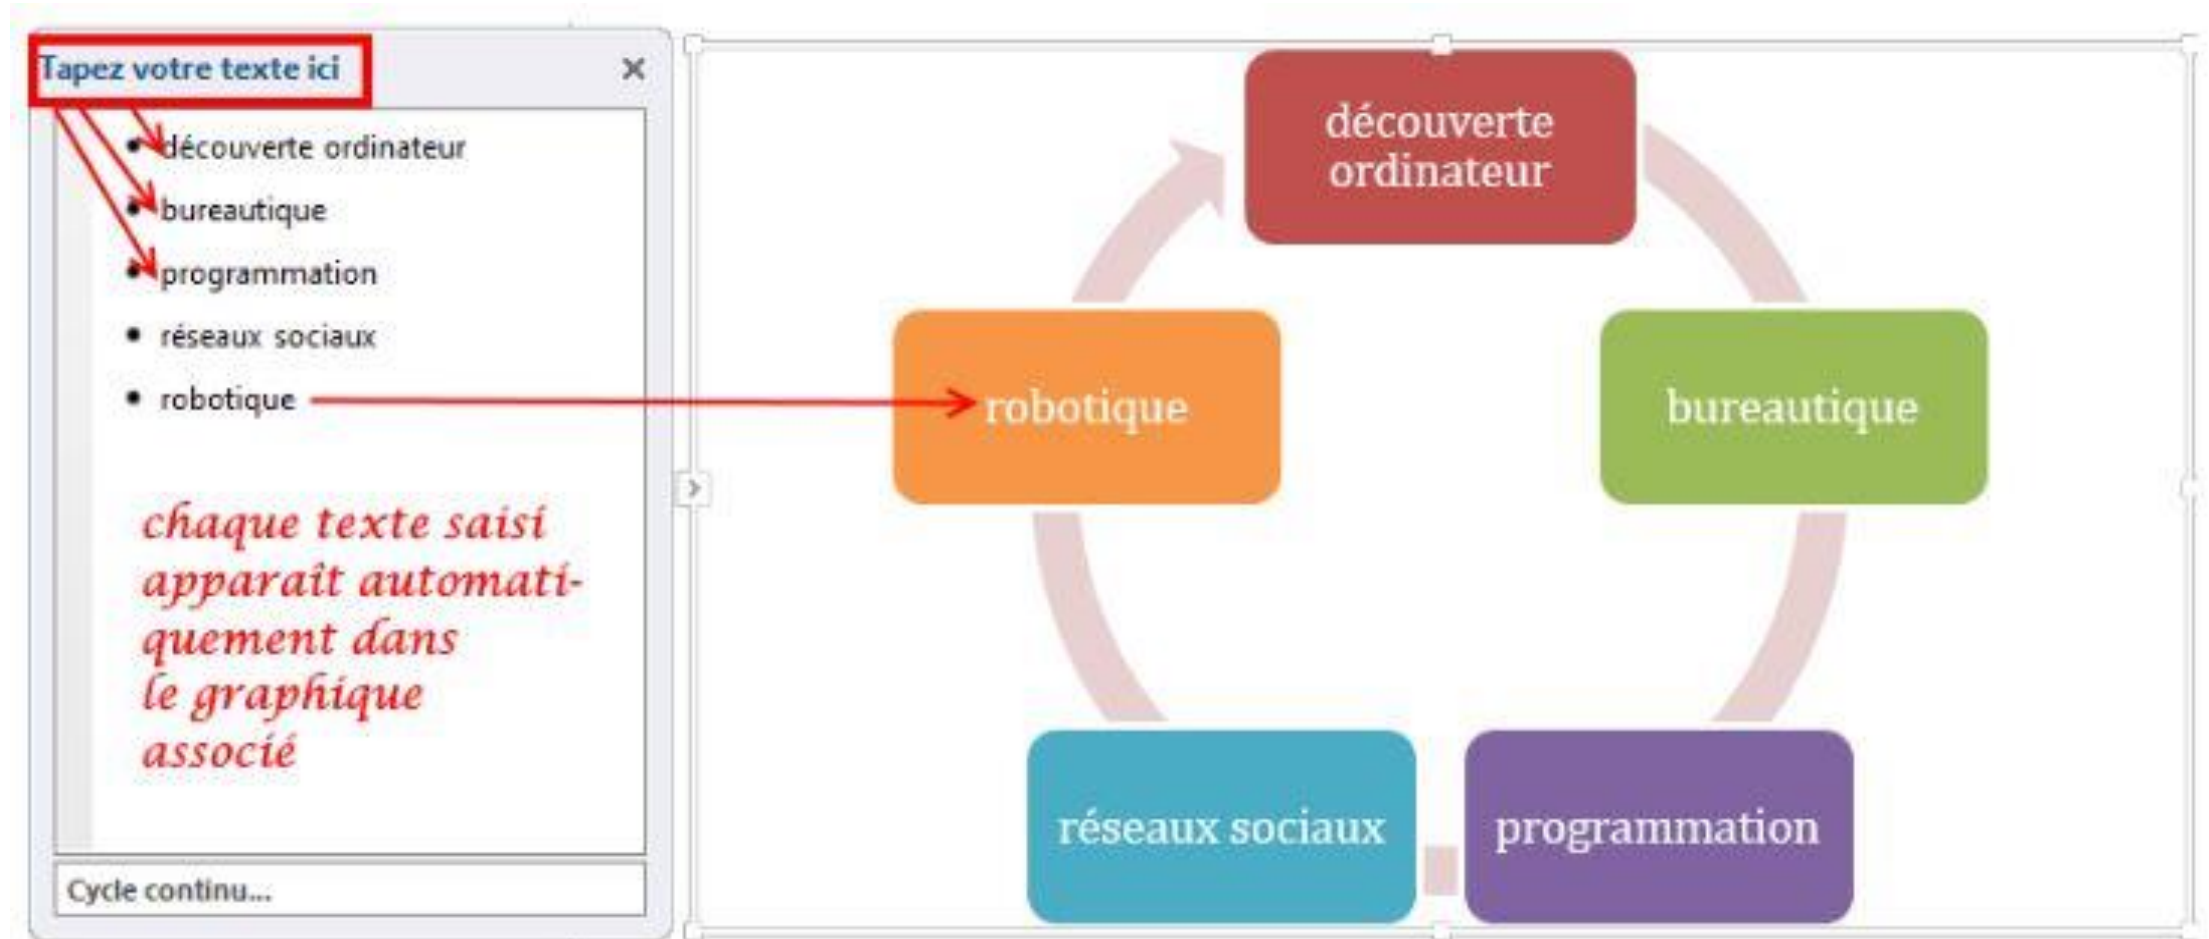 Tapez votre texte ici
découverte ordinateur
bureautique
programmation
réseaux sociaux
robotique
chaque texte saisi
apparaît automati-
quement dans
le graphique
associé
Cycle continu...
découverte
ordinateur
robotique
bureautique
réseaux sociaux
programmation